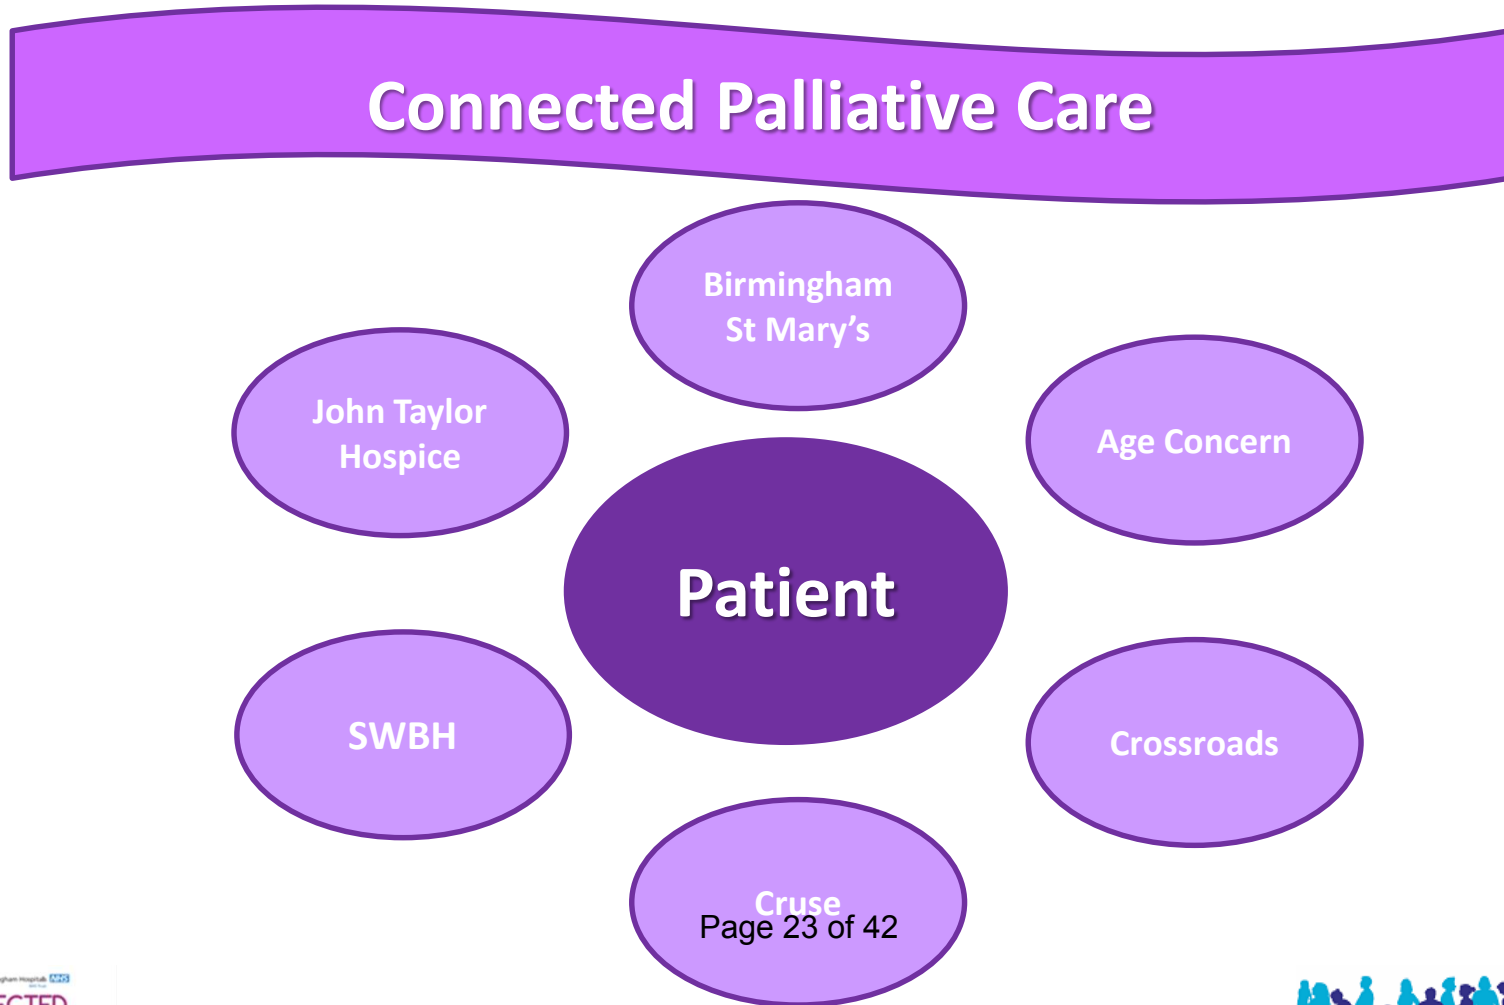 Connected Palliative Care
Birmingham
St Mary’s
John Taylor
Hospice
Age Concern
Patient
SWBH
Crossroads
Cruse
Page 23 of 42
NHS